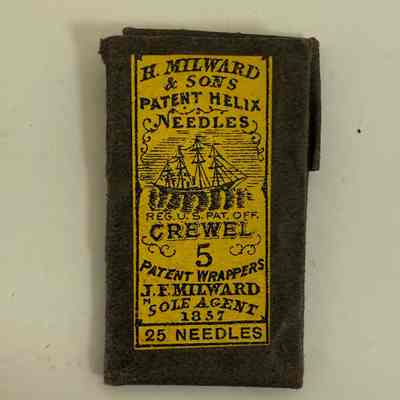 H. MILWARD
& SONS
PATENT HELIX
NEEDLES
REG. U.S. PAT. OFF.
CREWEL
5
PATENT WRAPPERS
J. F. MILWARD
SOLE AGENT
1857
25 NEEDLES